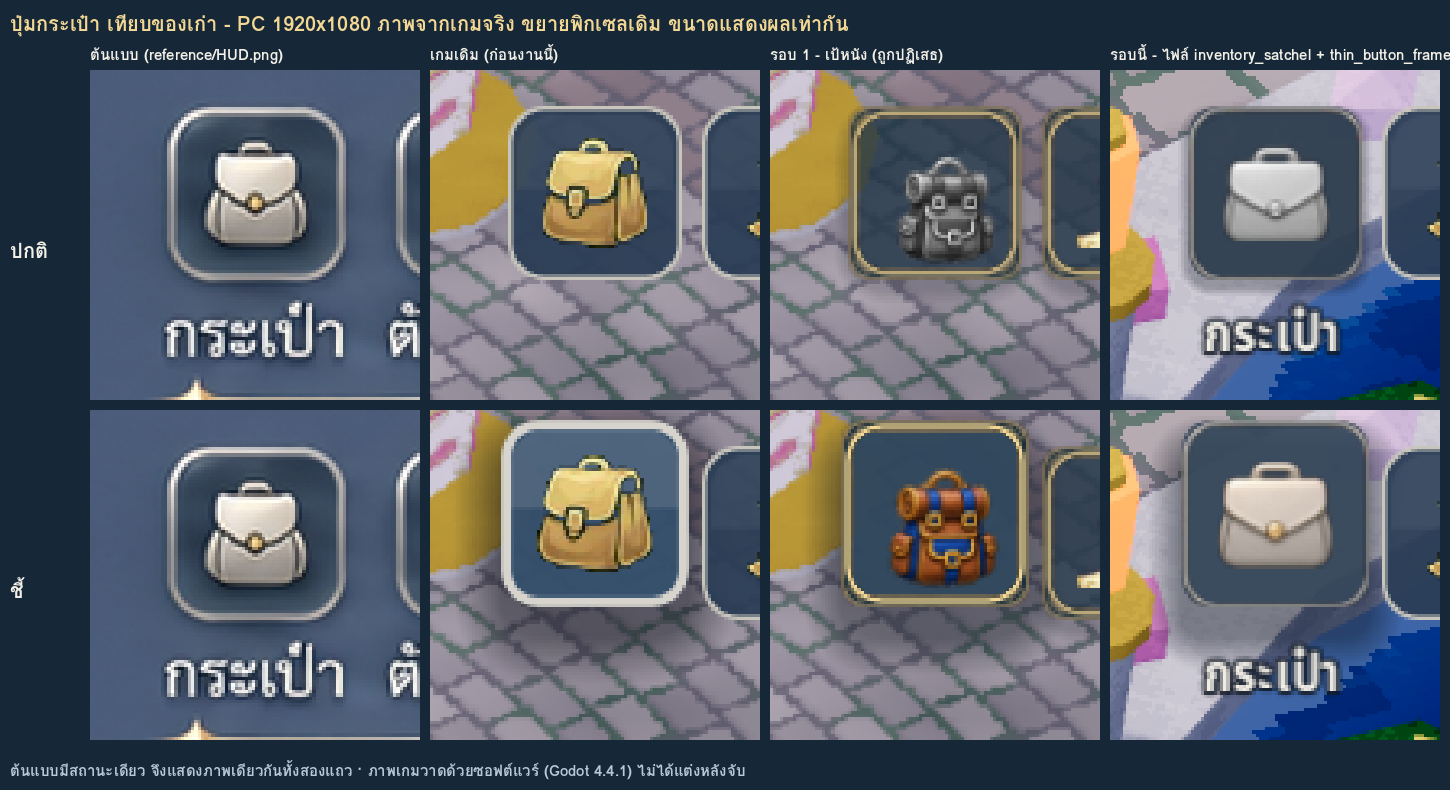 ปุ่มกระเป๋า เทียบของเก่า - PC 1920x1080 ภาพจากเกมจริง ขยายพิกเซลเดิม ขนาดแสดงผลเท่ากัน
ต้นแบบ (reference/HUD.png)
เกมเดิม (ก่อนงานนี้)
รอบ 1 - เป้หนัง (ถูกปฏิเสธ)
รอบนี้ - ไฟล์ inventory_satchel + thin_button_frame
ปกติ
กระเป๋า
ต้
กระเป๋า
ชี้
กระเป๋า
ต้
กระเป๋า
ต้นแบบมีสถานะเดียว จึงแสดงภาพเดียวกันทั้งสองแถว · ภาพเกมวาดด้วยซอฟต์แวร์ (Godot 4.4.1) ไม่ได้แต่งหลังจับ